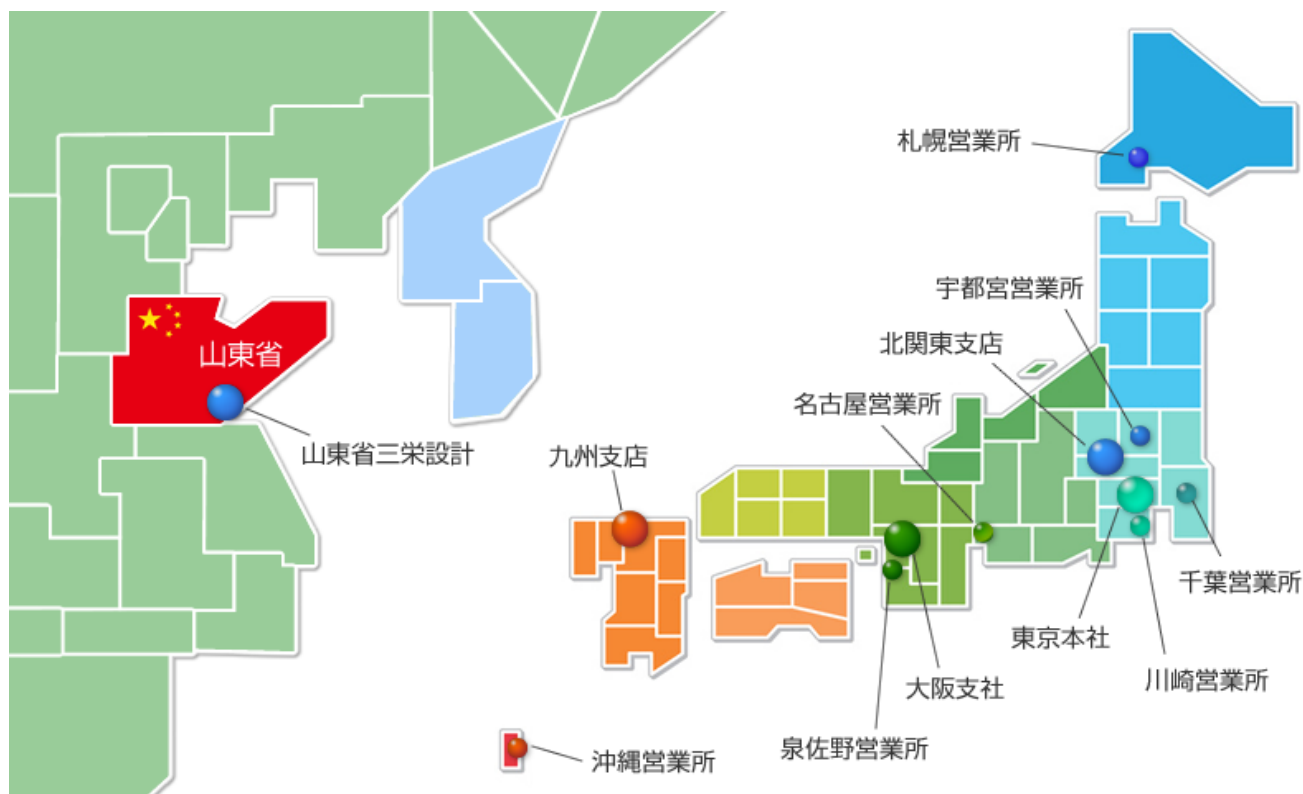 札幌営業所
宇都宮営業所
北関東支店
山東省
名古屋営業所
山東省三栄設計
九州支店
千葉営業所
東京本社
川崎営業所
大阪支社
泉佐野営業所
沖縄営業所